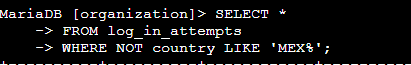 MariaDB [organization]> SELECT *
    -> FROM log_in_attempts
    -> WHERE NOT country LIKE 'MEX%';